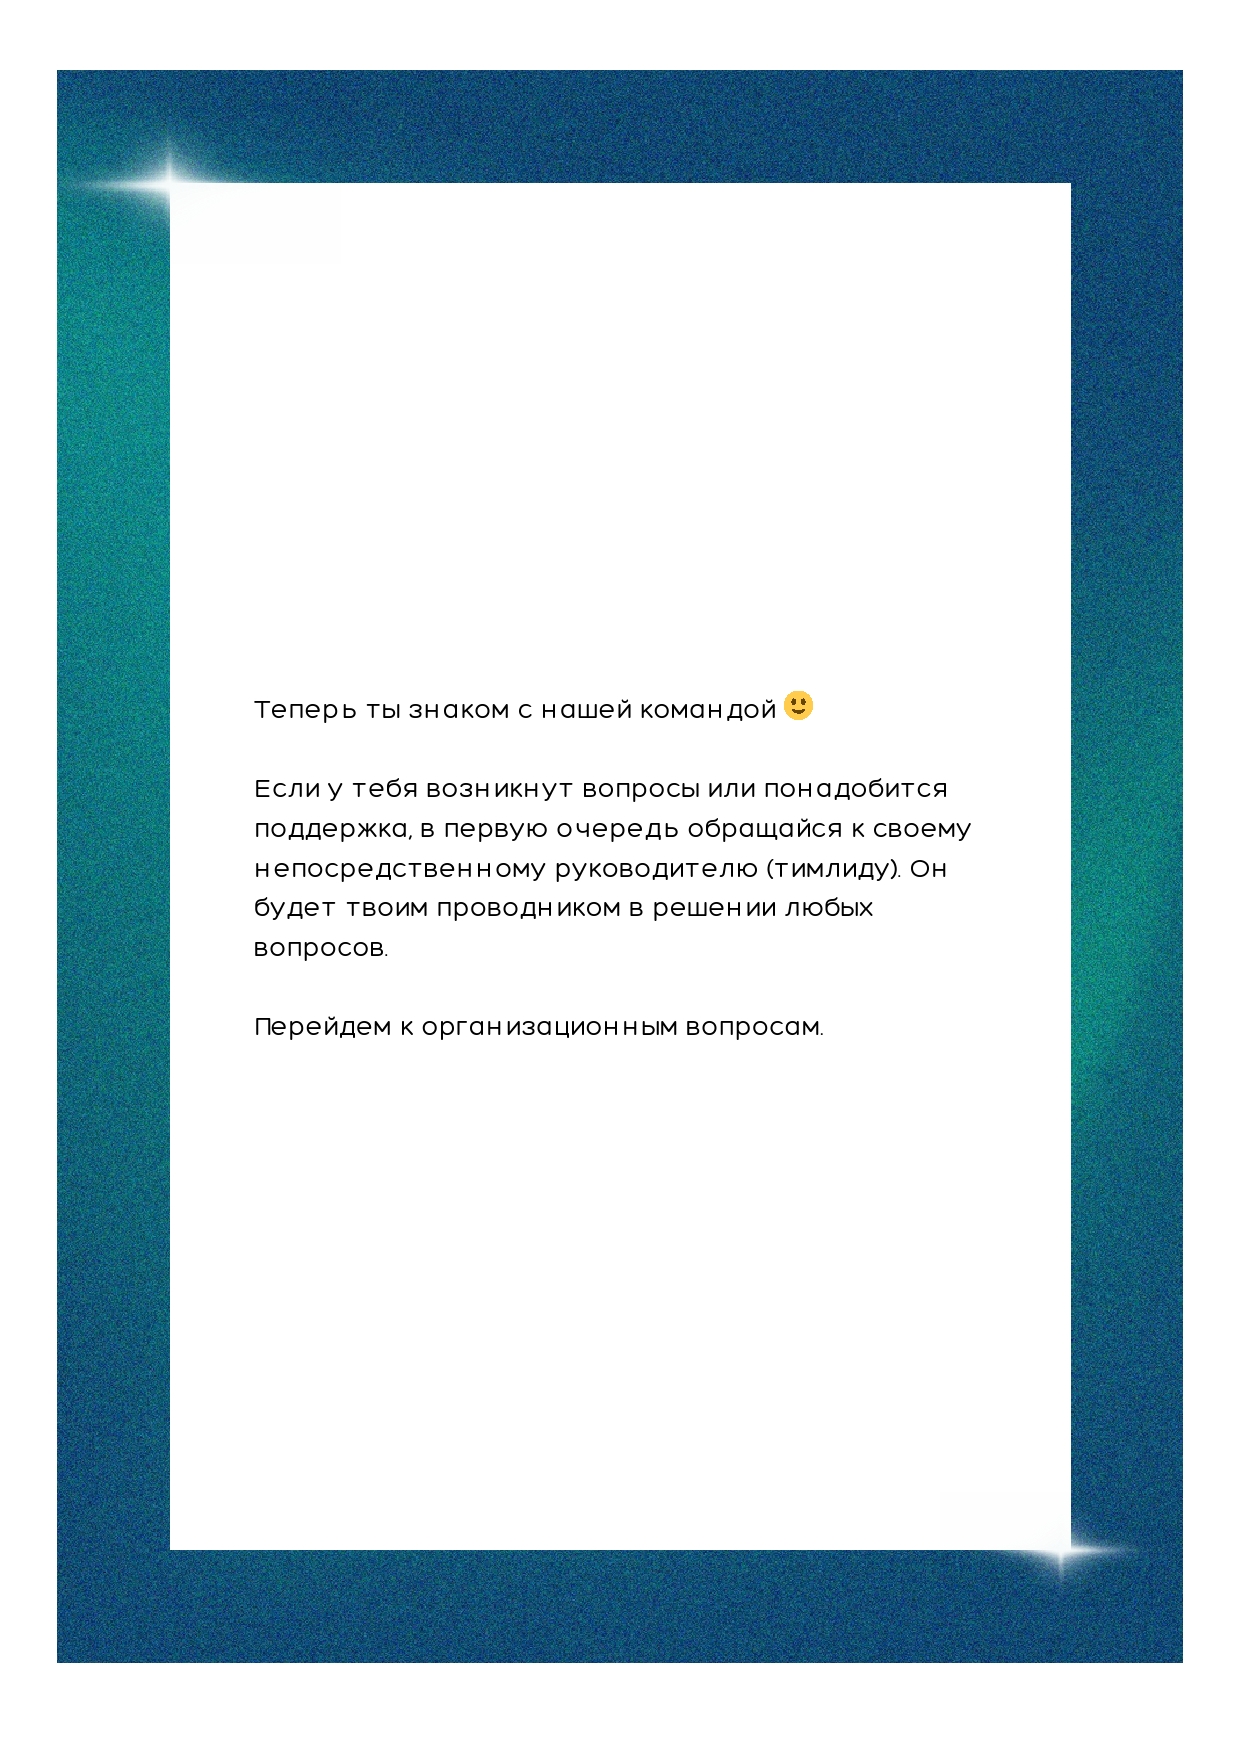 Теперь ты знаком с нашей командой 🙂
Если у тебя возникнут вопросы или понадобится
поддержка, в первую очередь обращайся к своему
непосредственному руководителю (тимлиду). Он
будет твоим проводником в решении любых
вопросов.
Перейдем к организационным вопросам.